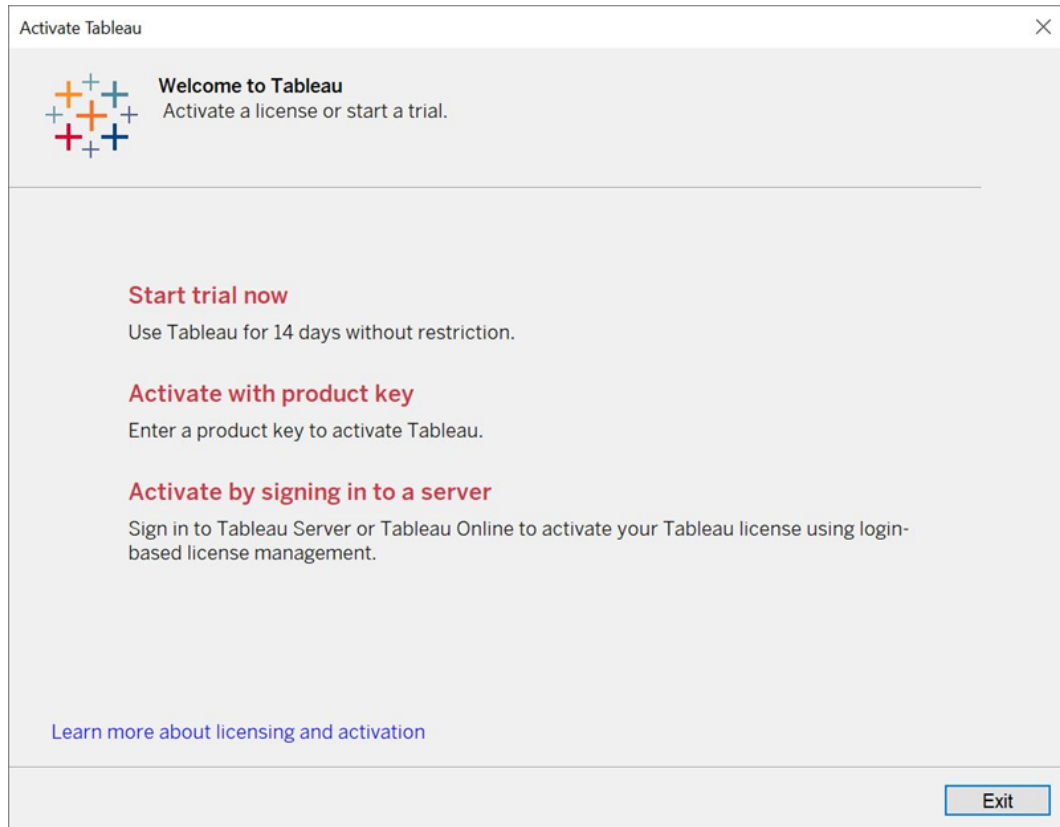 Activate Tableau
Welcome to Tableau
Activate a license or start a trial.
Start trial now
Use Tableau for 14 days without restriction.
Activate with product key
Enter a product key to activate Tableau.
Activate by signing in to a server
Sign in to Tableau Server or Tableau Online to activate your Tableau license using login-
based license management.
Learn more about licensing and activation
Exit